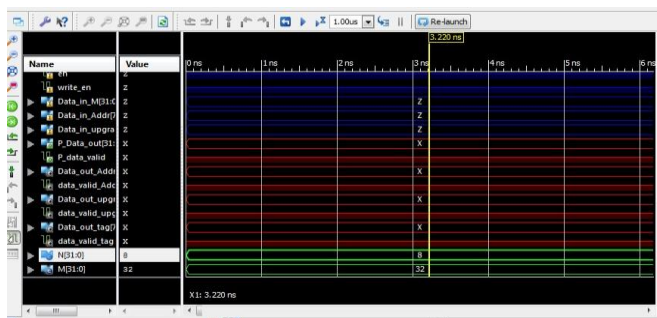 1.00us
Re-launch
3.220 ns
Name Value
0 ns 1 ns 2 ns 3 ns 4 ns 5 ns 6 ns
en Z
write_en Z
Data_in_M[31:0 Z Z
Data_in_Addr[7 Z Z
Data_in_upgra Z Z
P_Data_out[31: X X
P_data_valid X
Data_out_Addr X X
data_valid_Adc X
Data_out_upgr X X
data_valid_upg X
Data_out_tag[7 X X
data_valid_tag X
N[31:0] 8 8
M[31:0] 32 32
X1: 3.220 ns